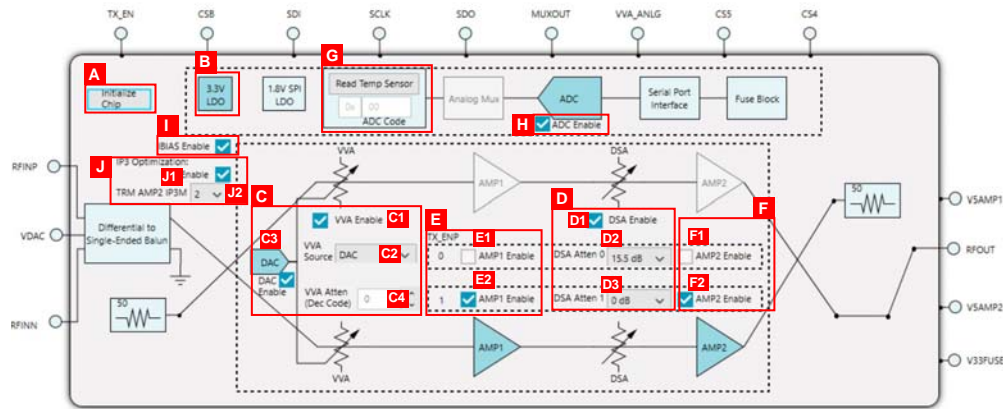 TX_EN CSB SDI SCLK SDO MUXOUT VVA_ANLG CS5 CS4
A
Initialize
Chip
B
3.3V
LDO
1.8V SPI
LDO
G
Read Temp Sensor
0x 00
ADC Code
Analog Mux
ADC
H
ADC Enable
Serial Port
Interface
Fuse Block
I
IBIAS Enable
J
IP3 Optimization:
J1
Enable
TRM AMP2 IP3M 2 J2
RFINP
VDAC
RFINN
Differential to
Single-Ended Balun
50
VVA
AMP1
DSA
AMP2
50
C
VVA Enable C1
C3
DAC
VVA
Source DAC C2
DAC
Enable
VVA Atten
(Dec Code) 0 C4
E
TX_ENP
E1
0 AMP1 Enable
E2
1 AMP1 Enable
D
D1 DSA Enable
D2
DSA Atten 0 15.5 dB
D3
DSA Atten 1 0 dB
F
F1
AMP2 Enable
F2
AMP2 Enable
VVA
AMP1
DSA
AMP2
V5AMP1
RFOUT
V5AMP2
V33FUSE